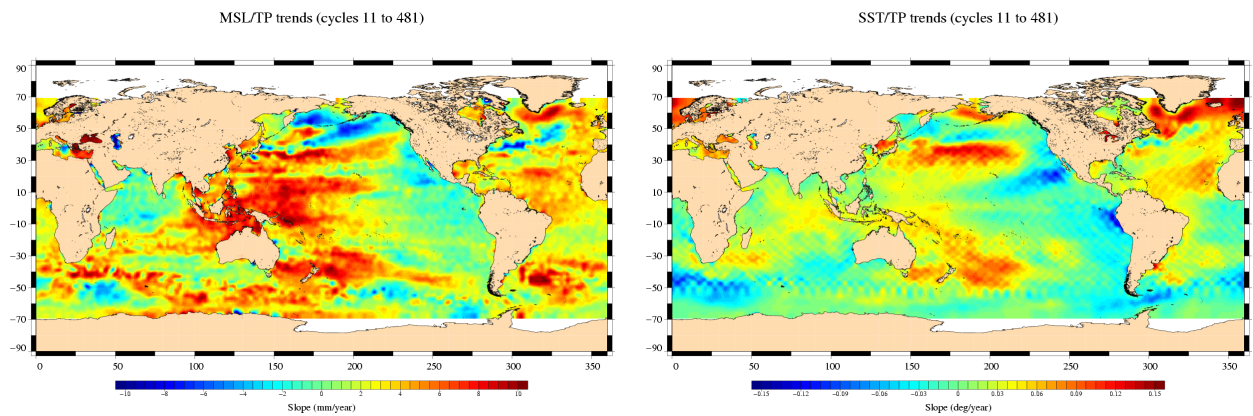 MSL/TP trends (cycles 11 to 481)
90
70
50
30
10
−10
−30
−50
−70
−90
0 50 100 150 200 250 300 350
−10 −8 −6 −4 −2 0 2 4 6 8 10
Slope (mm/year)
SST/TP trends (cycles 11 to 481)
90
70
50
30
10
−10
−30
−50
−70
−90
0 50 100 150 200 250 300 350
−0.15 −0.12 −0.09 −0.06 −0.03 0 0.03 0.06 0.09 0.12 0.15
Slope (deg/year)